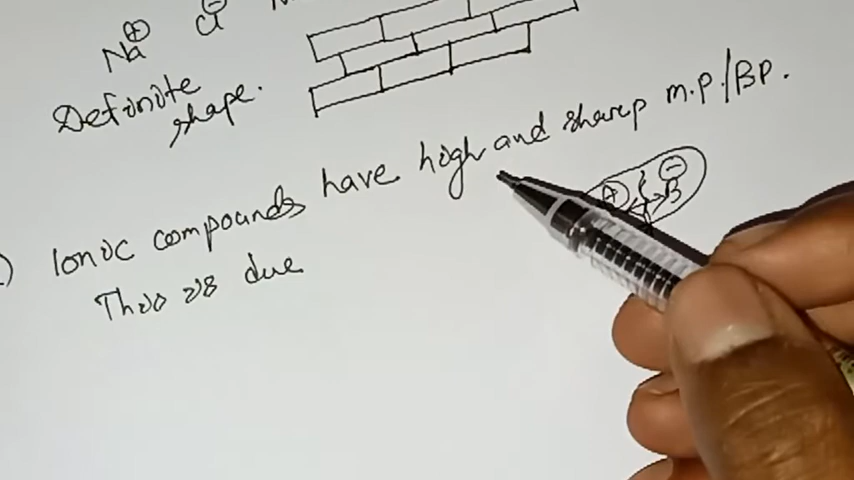 Na⊕ Cl⊖
Definite
shape.
Ionic compounds have high and sharp m.p./BP.
A⊕ B⊖
This is due